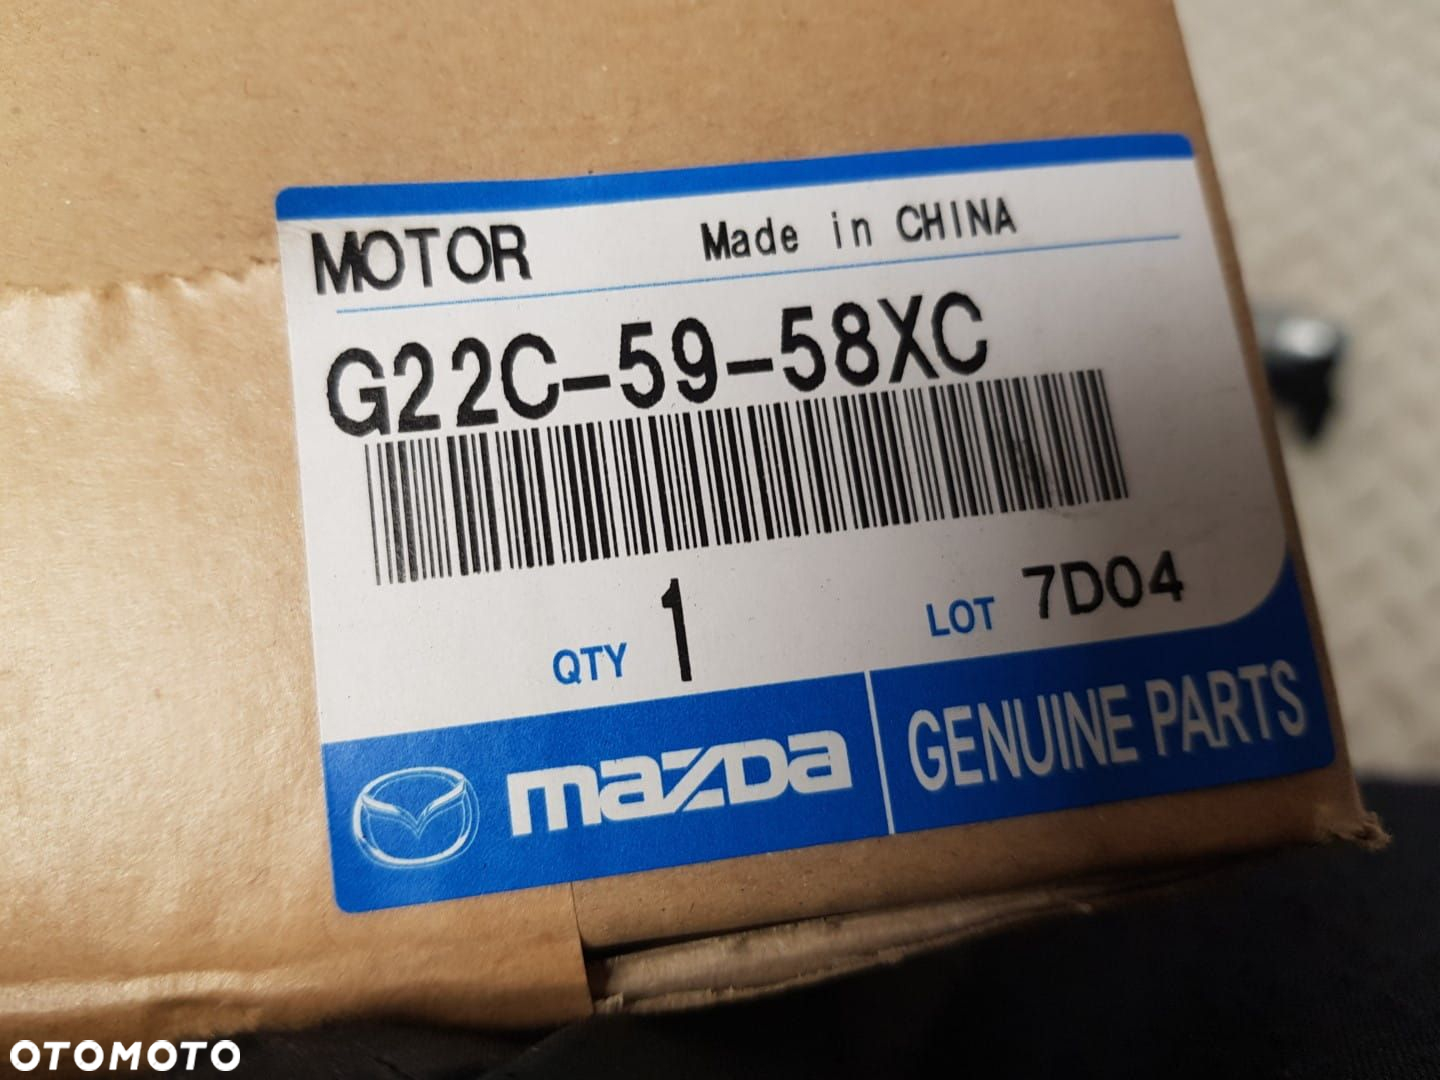 MOTOR Made in CHINA
G22C-59-58XC
QTY 1 LOT 7D04
mazda GENUINE PARTS
OTOMOTO